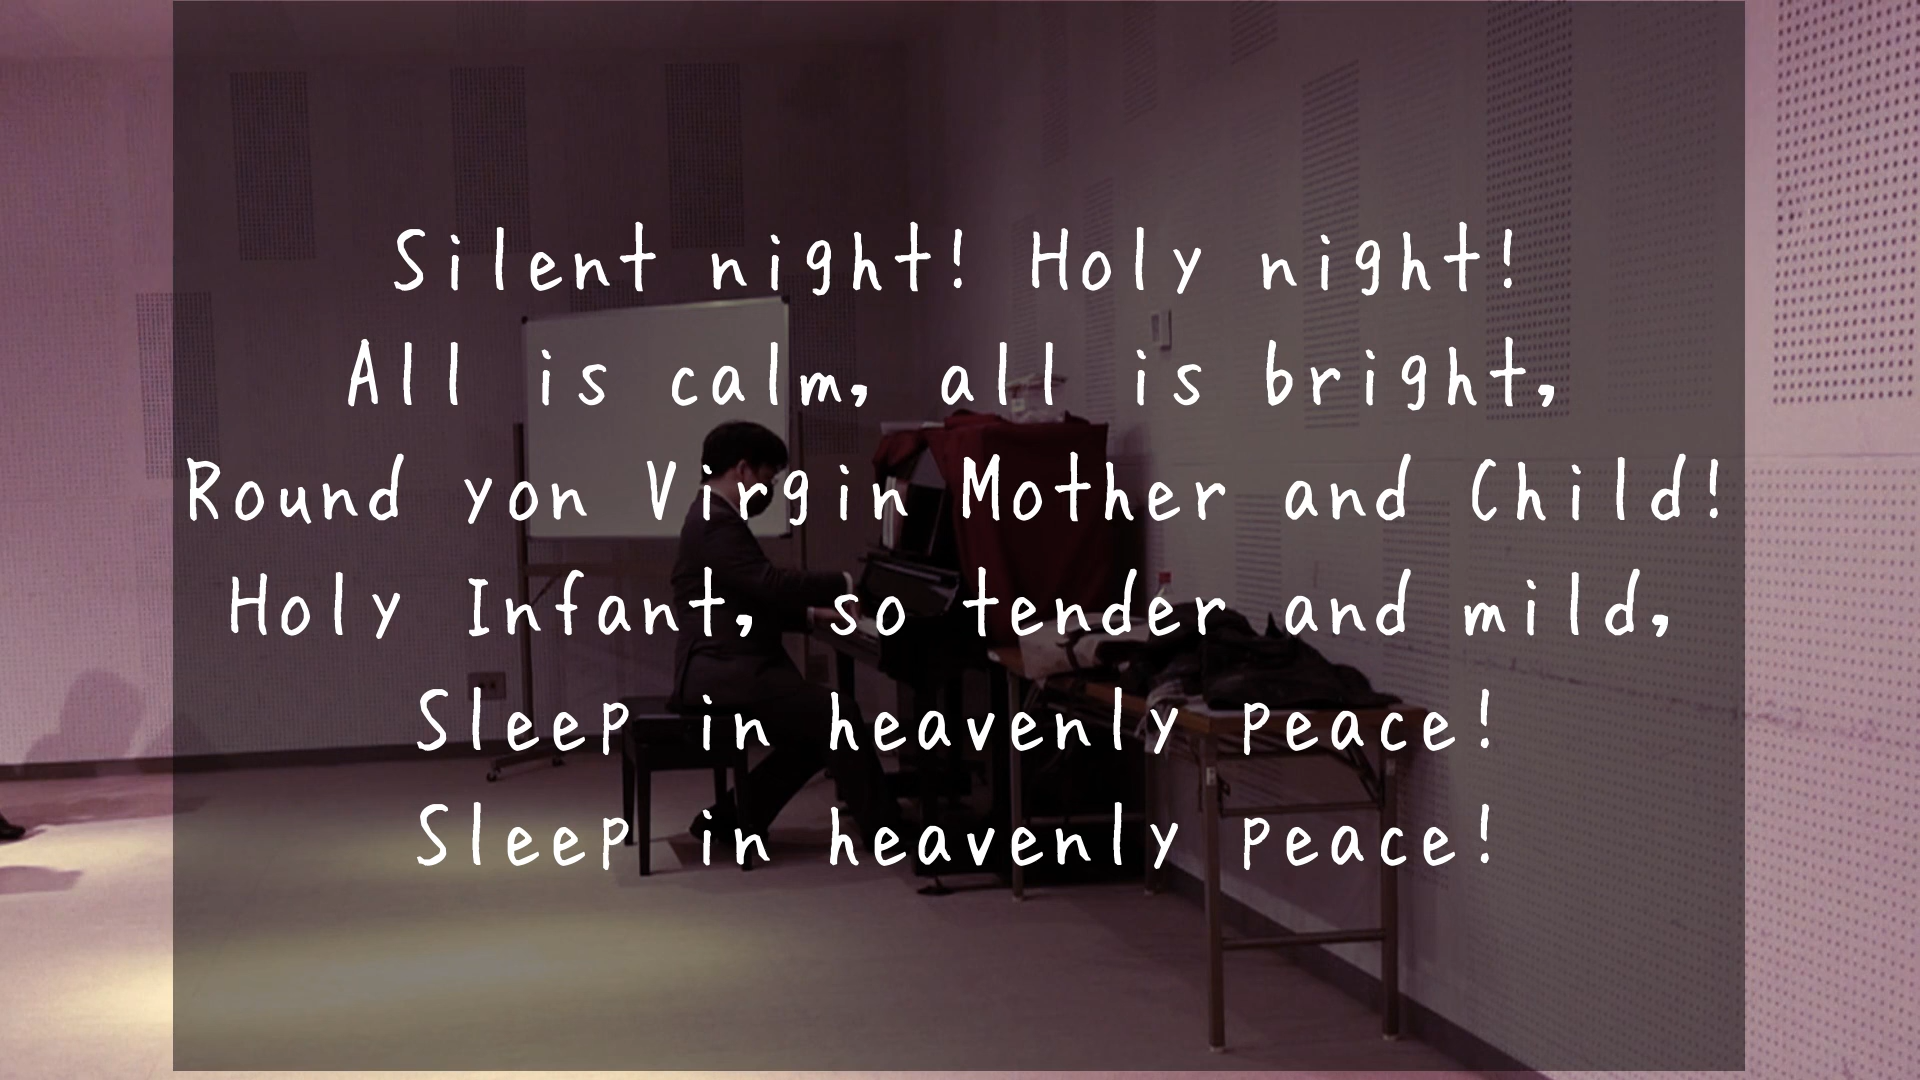 Silent night! Holy night!
All is calm, all is bright,
Round yon Virgin Mother and Child!
Holy Infant, so tender and mild,
Sleep in heavenly peace!
Sleep in heavenly peace!